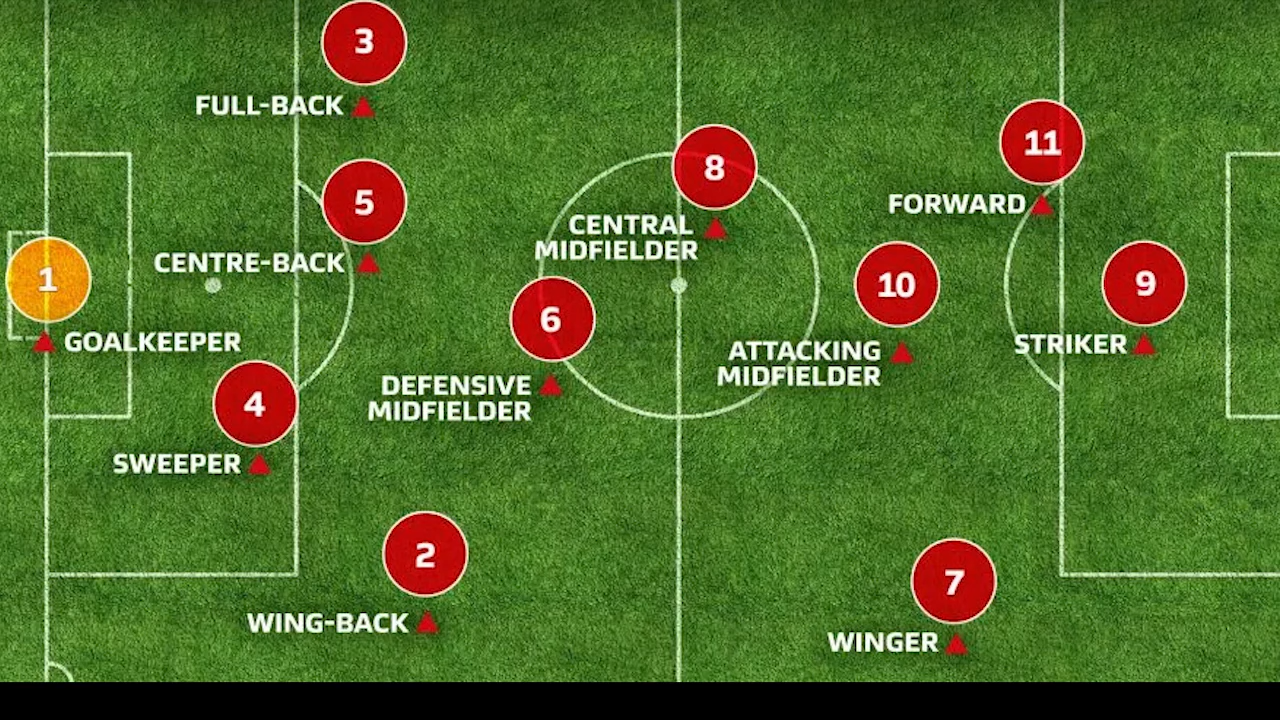 3
FULL-BACK
11
8
5
FORWARD
CENTRAL
MIDFIELDER
CENTRE-BACK
1
10
9
6
GOALKEEPER
STRIKER
ATTACKING
MIDFIELDER
DEFENSIVE
MIDFIELDER
4
SWEEPER
2
7
WING-BACK
WINGER